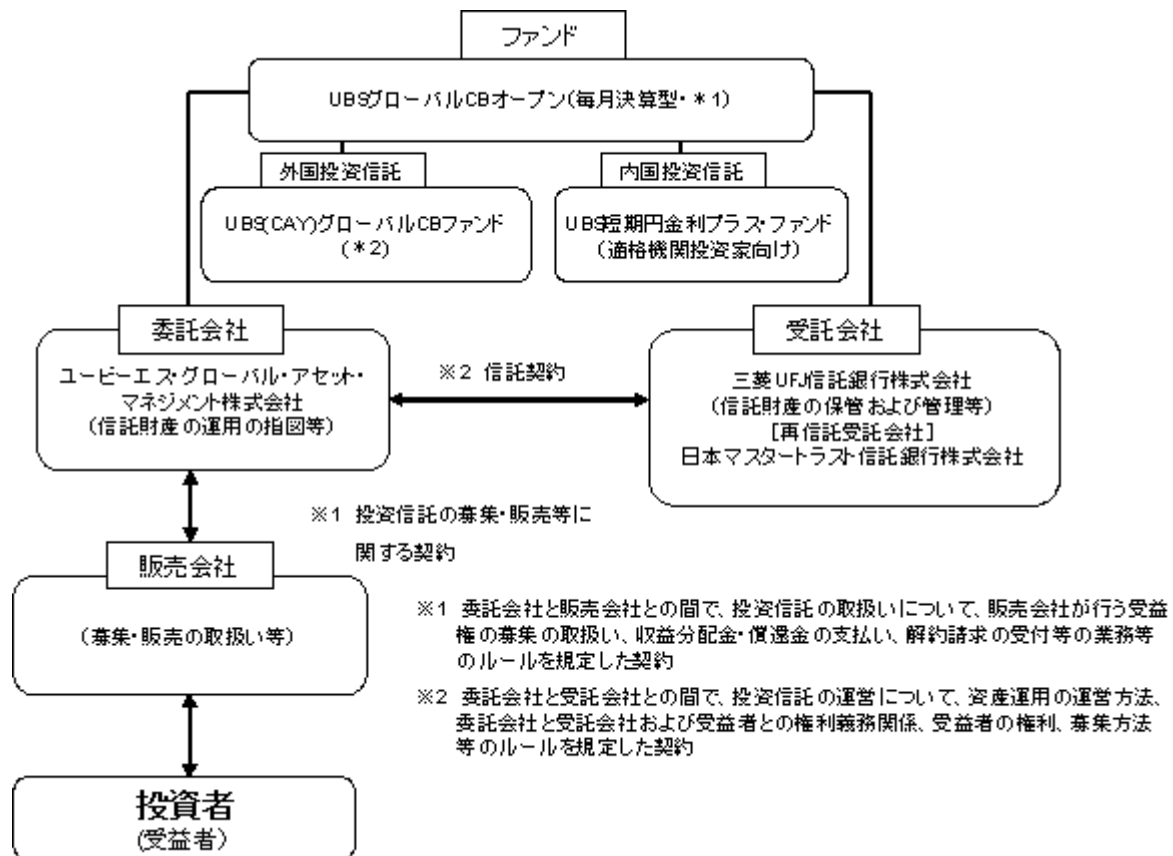 ファンド
UBSグローバルCBオープン(毎月決算型・＊1)
外国投資信託
内国投資信託
UBS(CAY)グローバルCBファンド
(＊2)
UBS短期円金利プラス・ファンド
(適格機関投資家向け)
委託会社
受託会社
ユービーエス・グローバル・アセット・
マネジメント株式会社
(信託財産の運用の指図等)
※2 信託契約
三菱UFJ信託銀行株式会社
(信託財産の保管および管理等)
[再信託受託会社]
日本マスタートラスト信託銀行株式会社
※1 投資信託の募集・販売等に
関する契約
販売会社
(募集・販売の取扱い等)
※1 委託会社と販売会社との間で、投資信託の取扱いについて、販売会社が行う受益
権の募集の取扱い、収益分配金・償還金の支払い、解約請求の受付等の業務等
のルールを規定した契約
※2 委託会社と受託会社との間で、投資信託の運営について、資産運用の運営方法、
委託会社と受託会社および受益者との権利義務関係、受益者の権利、募集方法
等のルールを規定した契約
投資者
(受益者)